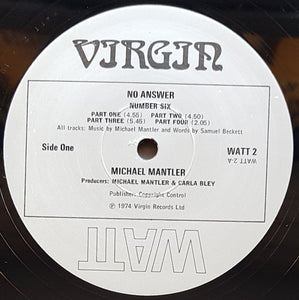 VIRGIN
NO ANSWER
NUMBER SIX
PART ONE (4.55) PART TWO (4.50)
PART THREE (5.45) PART FOUR (2.05)
All tracks: Music by Michael Mantler and Words by Samuel Beckett
Side One
WATT 2
WATT 2-A
MICHAEL MANTLER
Producers: MICHAEL MANTLER & CARLA BLEY
Publisher: Copyright Control
℗ 1974 Virgin Records Ltd
WATT